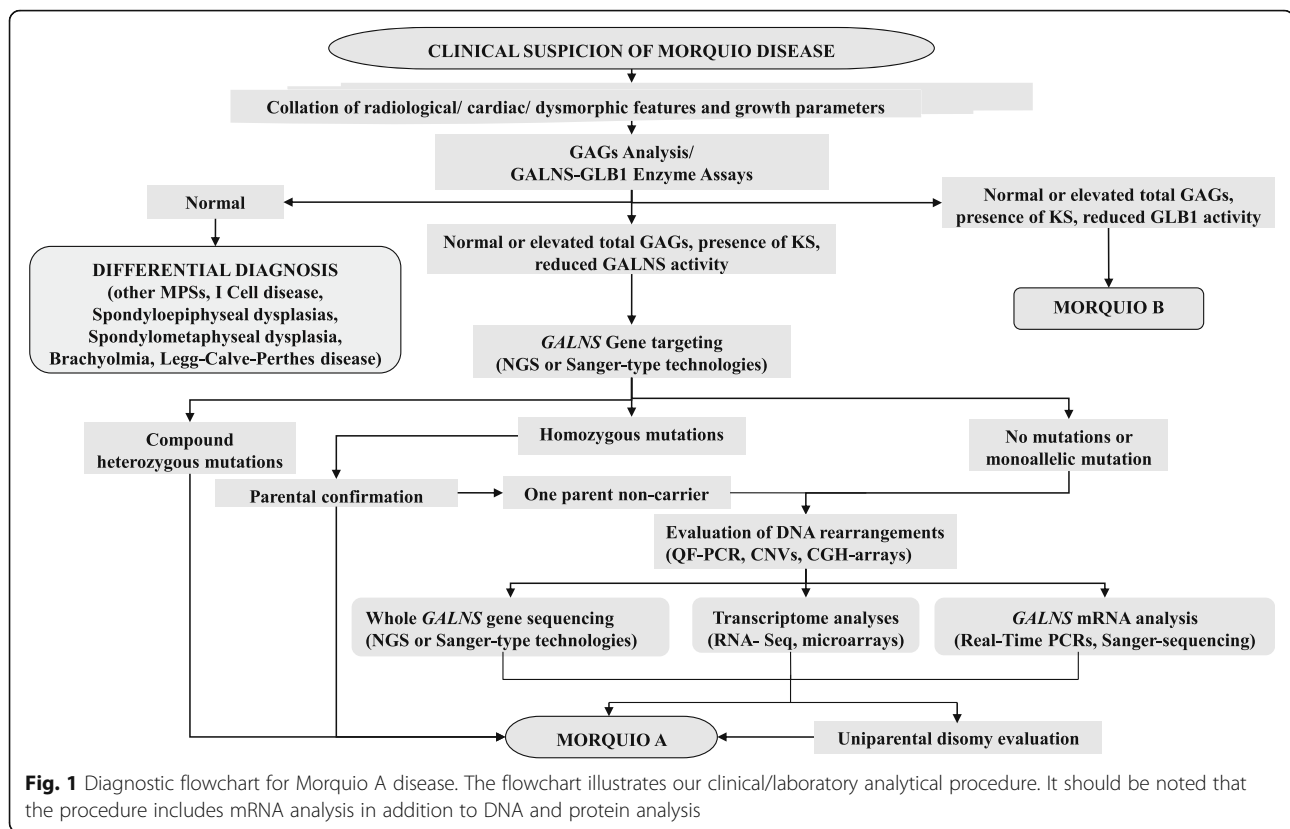 CLINICAL SUSPICION OF MORQUIO DISEASE
Collation of radiological/ cardiac/ dysmorphic features and growth parameters
GAGs Analysis/
GALNS-GLB1 Enzyme Assays
Normal
Normal or elevated total GAGs,
presence of KS, reduced GLB1 activity
Normal or elevated total GAGs, presence of KS,
reduced GALNS activity
DIFFERENTIAL DIAGNOSIS
(other MPSs, I Cell disease,
Spondyloepiphyseal dysplasias,
Spondylometaphyseal dysplasia,
Brachyolmia, Legg-Calve-Perthes disease)
MORQUIO B
GALNS Gene targeting
(NGS or Sanger-type technologies)
Compound
heterozygous mutations
Homozygous mutations
No mutations or
monoallelic mutation
Parental confirmation
One parent non-carrier
Evaluation of DNA rearrangements
(QF-PCR, CNVs, CGH-arrays)
Whole GALNS gene sequencing
(NGS or Sanger-type technologies)
Transcriptome analyses
(RNA- Seq, microarrays)
GALNS mRNA analysis
(Real-Time PCRs, Sanger-sequencing)
MORQUIO A
Uniparental disomy evaluation
Fig. 1 Diagnostic flowchart for Morquio A disease. The flowchart illustrates our clinical/laboratory analytical procedure. It should be noted that
the procedure includes mRNA analysis in addition to DNA and protein analysis